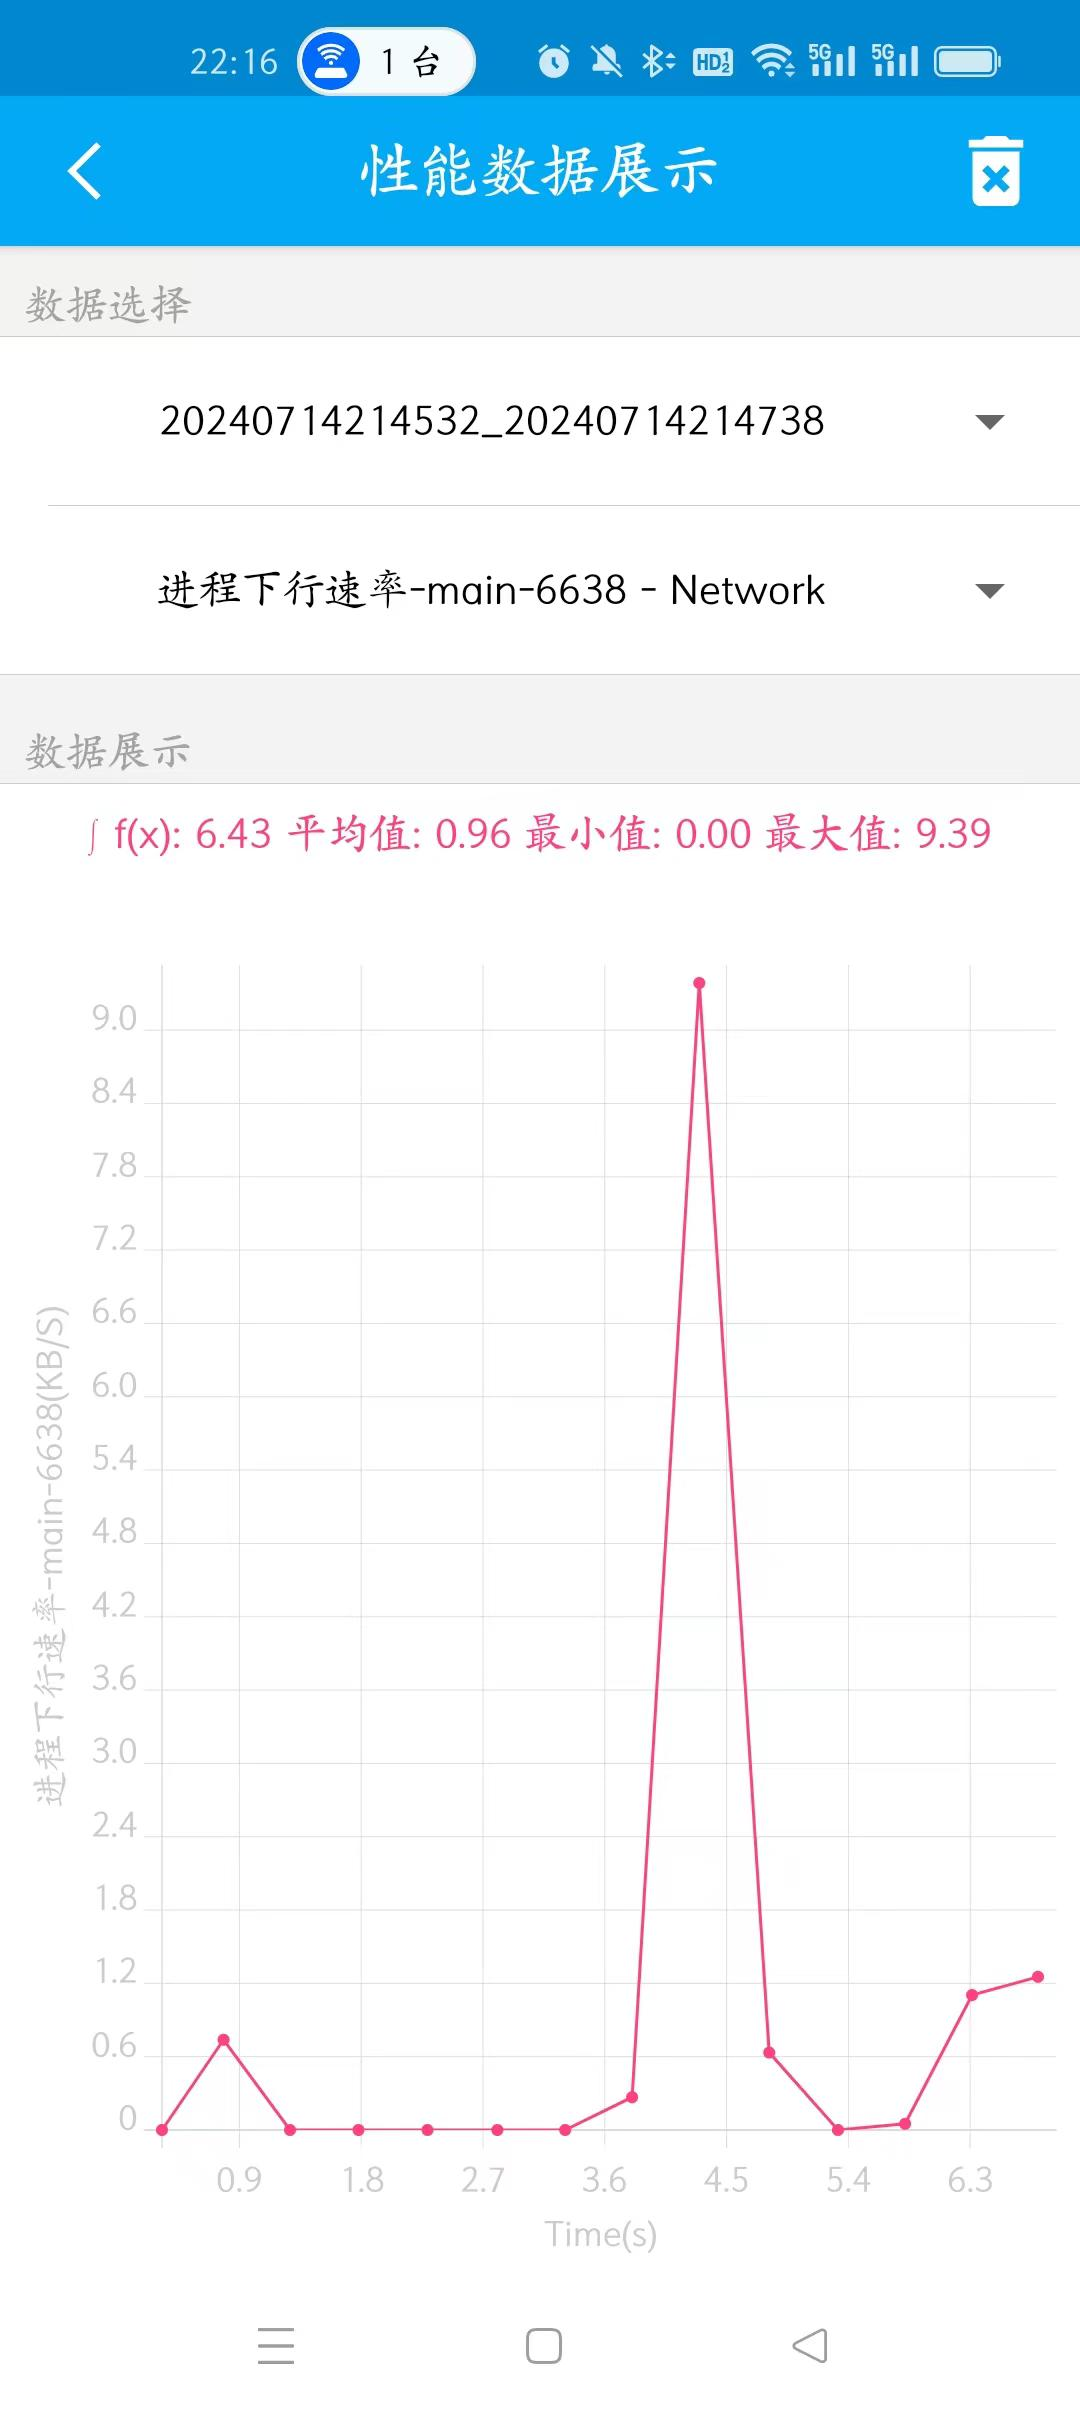 22:16 1 台 HD 1 2 5G 5G
性能数据展示
数据选择
20240714214532_20240714214738
进程下行速率-main-6638 - Network
数据展示
∫ f(x): 6.43 平均值: 0.96 最小值: 0.00 最大值: 9.39
进程下行速率-main-6638(KB/S)
9.0
8.4
7.8
7.2
6.6
6.0
5.4
4.8
4.2
3.6
3.0
2.4
1.8
1.2
0.6
0
0.9 1.8 2.7 3.6 4.5 5.4 6.3
Time(s)